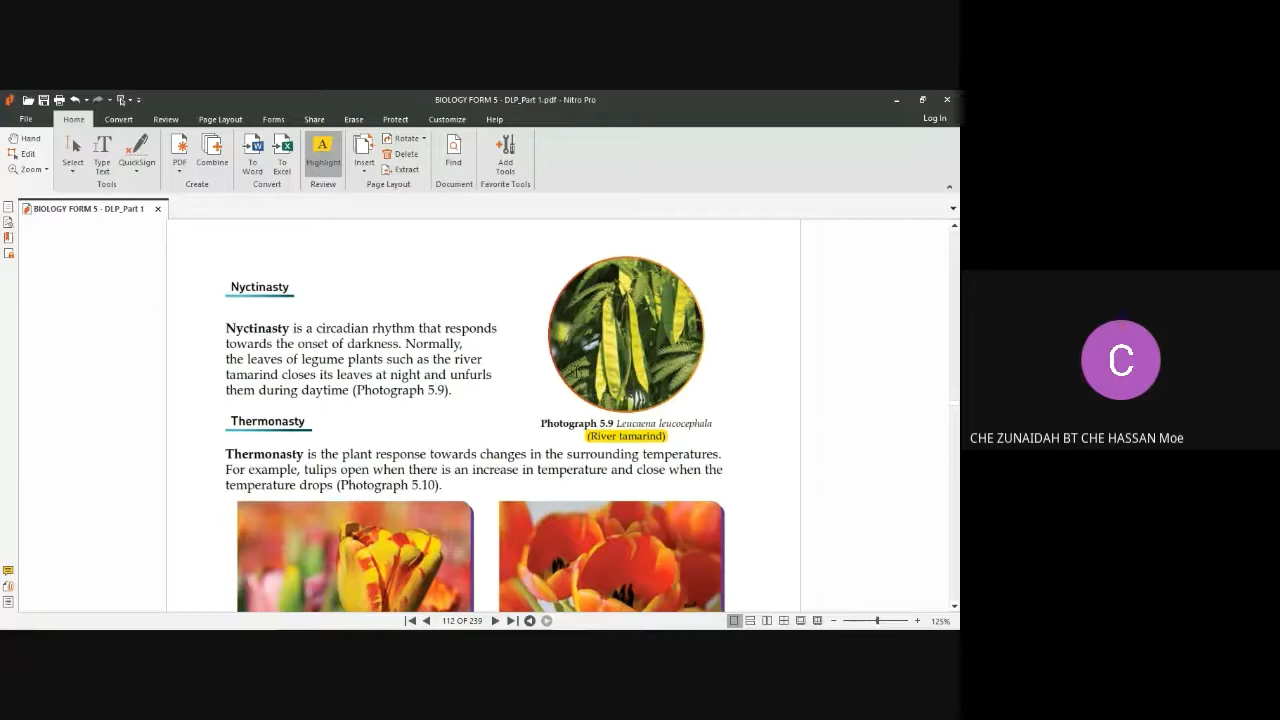 BIOLOGY FORM 5 - DLP_Part 1.pdf - Nitro Pro
File Home Convert Review Page Layout Forms Share Erase Protect Customize Help Log In
Hand
Edit
Zoom
Select
Type Text
QuickSign
Tools
PDF
Combine
Create
To Word
To Excel
Convert
A
Highlight
Review
Insert
Rotate
Delete
Extract
Page Layout
Find
Document
Add Tools
Favorite Tools
BIOLOGY FORM 5 - DLP_Part 1
Nyctinasty
Nyctinasty is a circadian rhythm that responds
towards the onset of darkness. Normally,
the leaves of legume plants such as the river
tamarind closes its leaves at night and unfurls
them during daytime (Photograph 5.9).
Photograph 5.9 Leucaena leucocephala
(River tamarind)
Thermonasty
Thermonasty is the plant response towards changes in the surrounding temperatures.
For example, tulips open when there is an increase in temperature and close when the
temperature drops (Photograph 5.10).
112 OF 239
125%
C
CHE ZUNAIDAH BT CHE HASSAN Moe